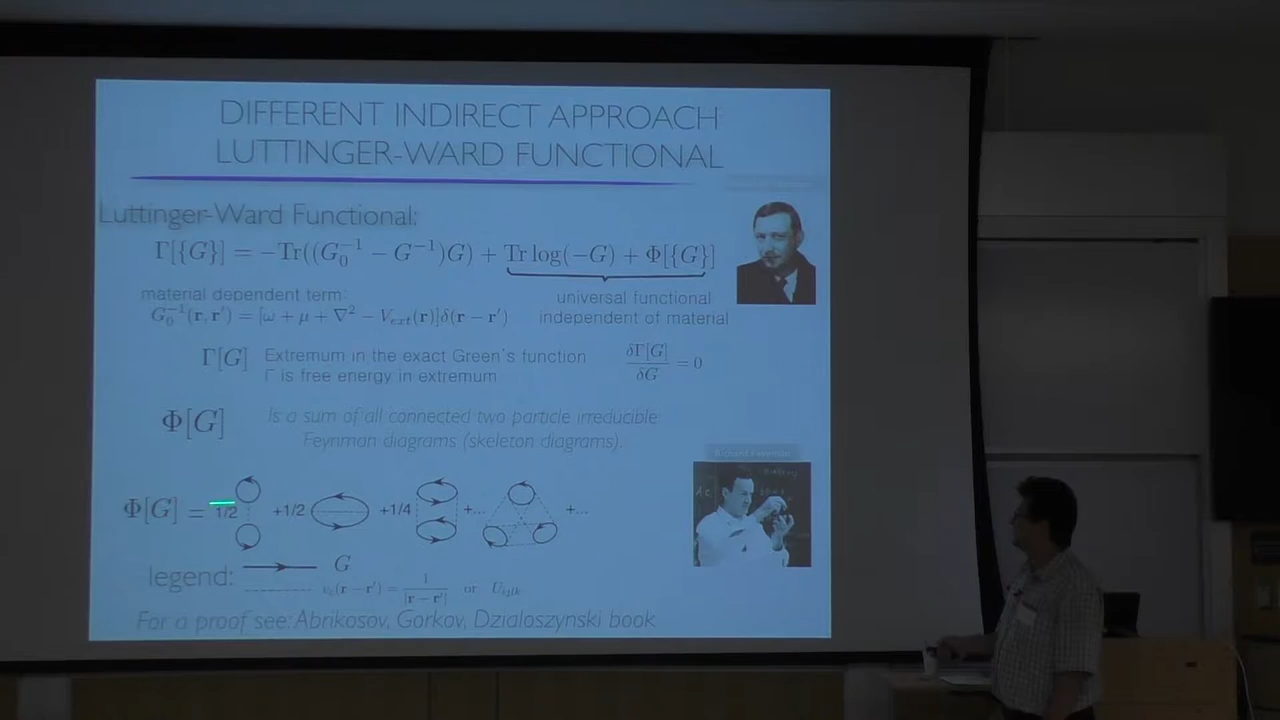 DIFFERENT INDIRECT APPROACH
LUTTINGER-WARD FUNCTIONAL
Luttinger-Ward Functional:
Γ[{G}] = −Tr((G₀⁻¹ − G⁻¹)G) + Tr log(−G) + Φ[{G}]
material dependent term:
G₀⁻¹(r, r′) = [ω + μ + ∇² − V_ext(r)]δ(r − r′)
universal functional
independent of material
Γ[G] Extremum in the exact Green's function
Γ is free energy in extremum
δΓ[G]/δG = 0
Φ[G] Is a sum of all connected two particle irreducible
Feynman diagrams (skeleton diagrams).
Richard Feynman
Φ[G] = 1/2 +1/2 +1/4 +... +...
legend: G
v_c(r − r′) = 1/|r − r′| or U_ijlk
For a proof see: Abrikosov, Gorkov, Dzialoszynski book